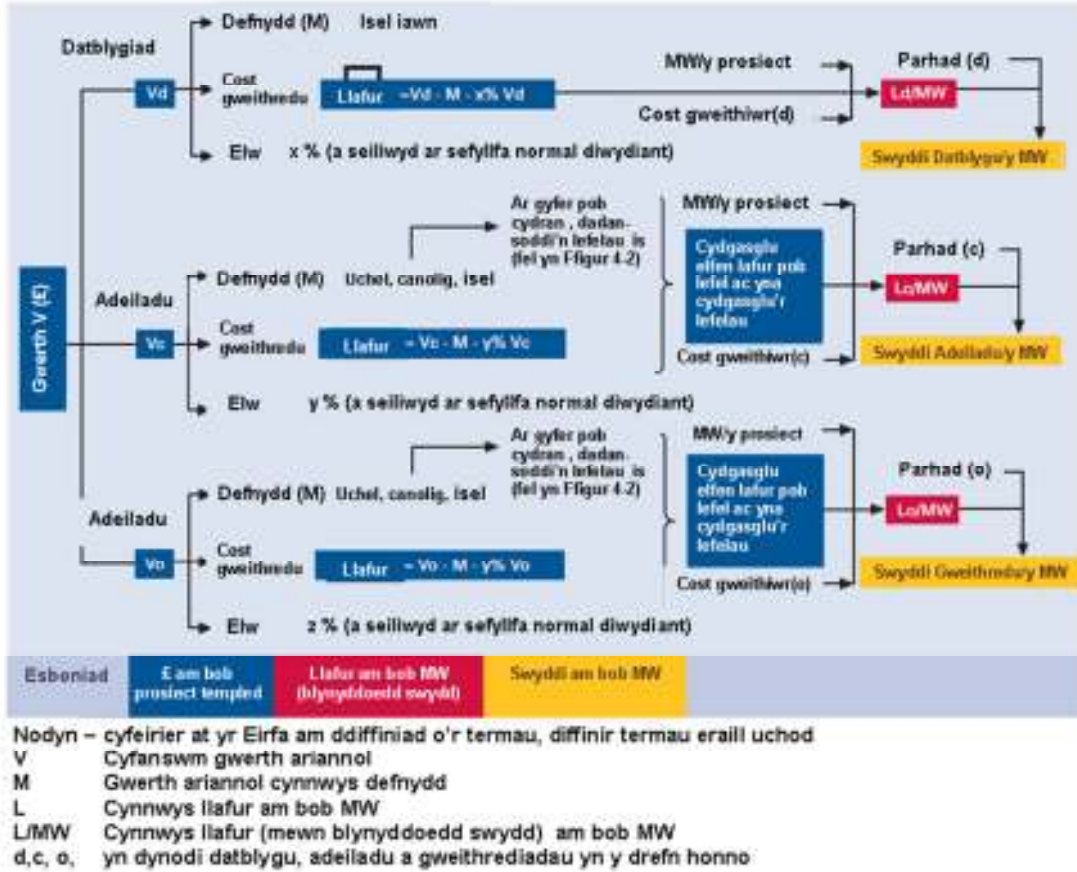 Datblygiad
Defnydd (M) Isel iawn
Vd
Cost
gweithredu
Llafur =Vd - M - x% Vd
Elw x % (a seiliwyd ar sefyllfa normal diwydiant)
MW/y prosiect
Cost gweithiwr(d)
Ld/MW
Parhad (d)
Swyddi Datblygu/y MW
Gwerth V (£)
Adeiladu
Vc
Defnydd (M) Uchel, canolig, isel
Ar gyfer pob
cydran , dadan-
soddi'n lefelau is
(fel yn Ffigur 4-2)
Cost
gweithredu
Llafur = Vc - M - y% Vc
Elw y % (a seiliwyd ar sefyllfa normal diwydiant)
MW/y prosiect
Cydgasglu
elfen lafur pob
lefel ac yna
cydgasglu'r
lefelau
Cost gweithiwr(c)
Lc/MW
Parhad (c)
Swyddi Adeiladu/y MW
Adeiladu
Vo
Defnydd (M) Uchel, canolig, isel
Ar gyfer pob
cydran , dadan-
soddi'n lefelau is
(fel yn Ffigur 4-2)
Cost
gweithredu
Llafur = Vo - M - y% Vo
Elw z % (a seiliwyd ar sefyllfa normal diwydiant)
MW/y prosiect
Cydgasglu
elfen lafur pob
lefel ac yna
cydgasglu'r
lefelau
Cost gweithiwr(o)
Lo/MW
Parhad (o)
Swyddi Gweithredu/y MW
Esboniad
£ am bob
prosiect templed
Llafur am bob MW
(blynyddoedd swydd)
Swyddi am bob MW
Nodyn – cyfeirier at yr Eirfa am ddiffiniad o'r termau, diffinir termau eraill uchod
V Cyfanswm gwerth ariannol
M Gwerth ariannol cynnwys defnydd
L Cynnwys llafur am bob MW
L/MW Cynnwys llafur (mewn blynyddoedd swydd) am bob MW
d,c, o, yn dynodi datblygu, adeiladu a gweithrediadau yn y drefn honno